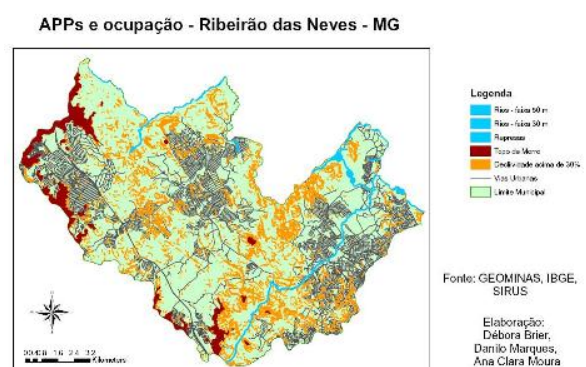 APPs e ocupação - Ribeirão das Neves - MG
Legenda
Rios - faixa 50 m
Rios - faixa 30 m
Represas
Topo de Morro
Declividade acima de 30%
Vias Urbanas
Limite Municipal
Fonte: GEOMINAS, IBGE,
SIRUS
Elaboração:
Débora Brier,
Danilo Marques,
Ana Clara Moura
Kilometers